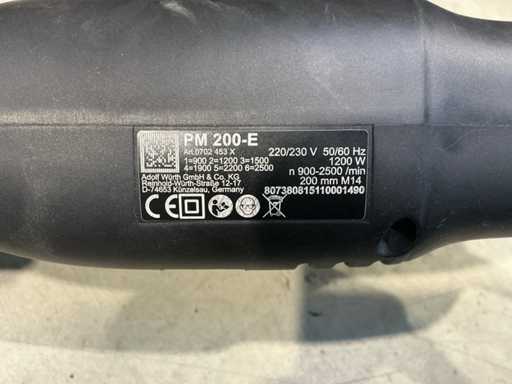 PM 200-E
Art.0702 453 X
1=900 2=1200 3=1500
4=1900 5=2200 6=2500
Adolf Würth GmbH & Co. KG
Reinhold-Würth-Straße 12-17
D-74653 Künzelsau, Germany
220/230 V 50/60 Hz
1200 W
n 900-2500 /min
200 mm M14
807380815110001490
CE